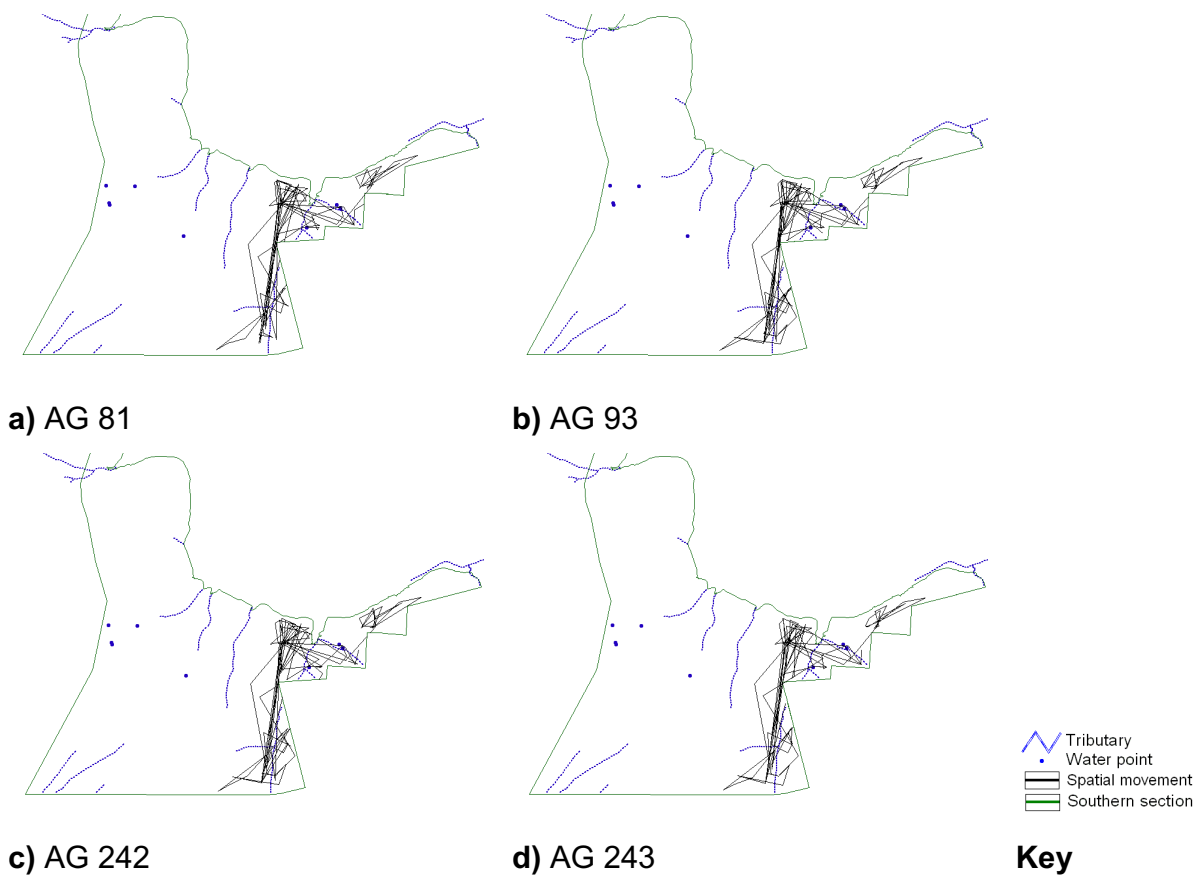 a) AG 81
b) AG 93
c) AG 242
d) AG 243
Tributary
Water point
Spatial movement
Southern section
Key